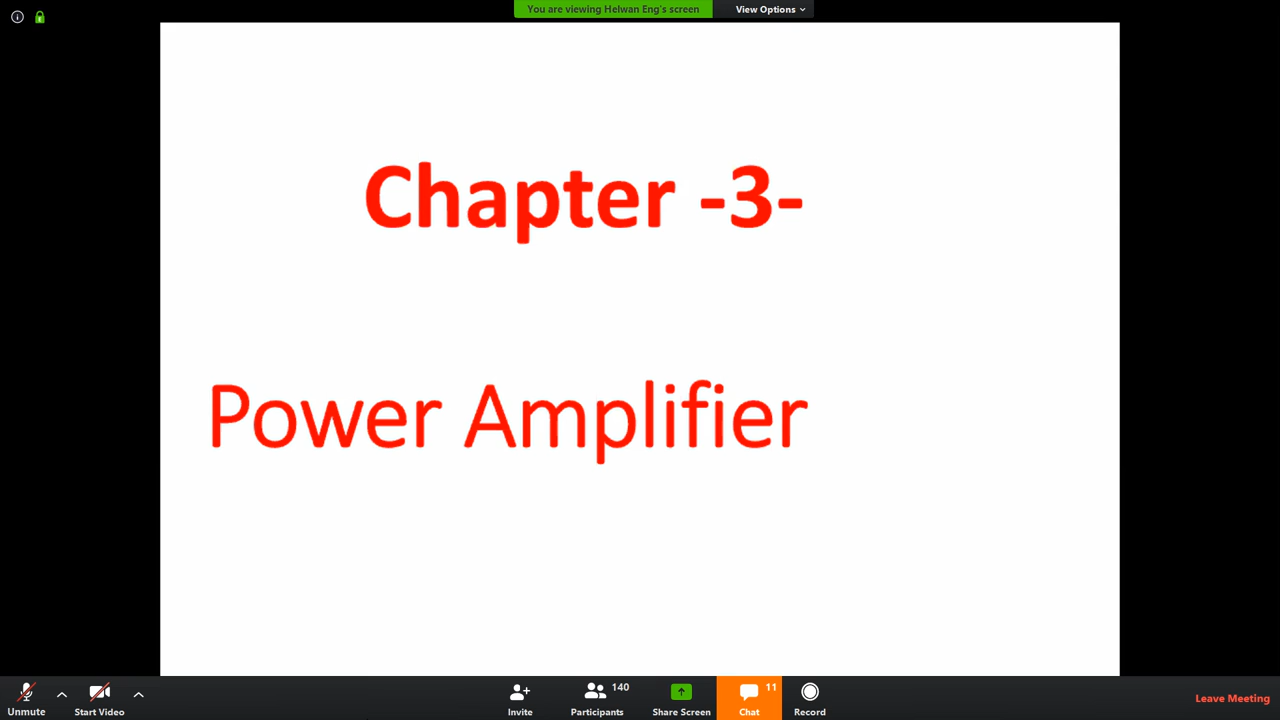 You are viewing Helwan Eng's screen
View Options
Chapter -3-
Power Amplifier
140
11
Unmute
Start Video
Invite
Participants
Share Screen
Chat
Record
Leave Meeting